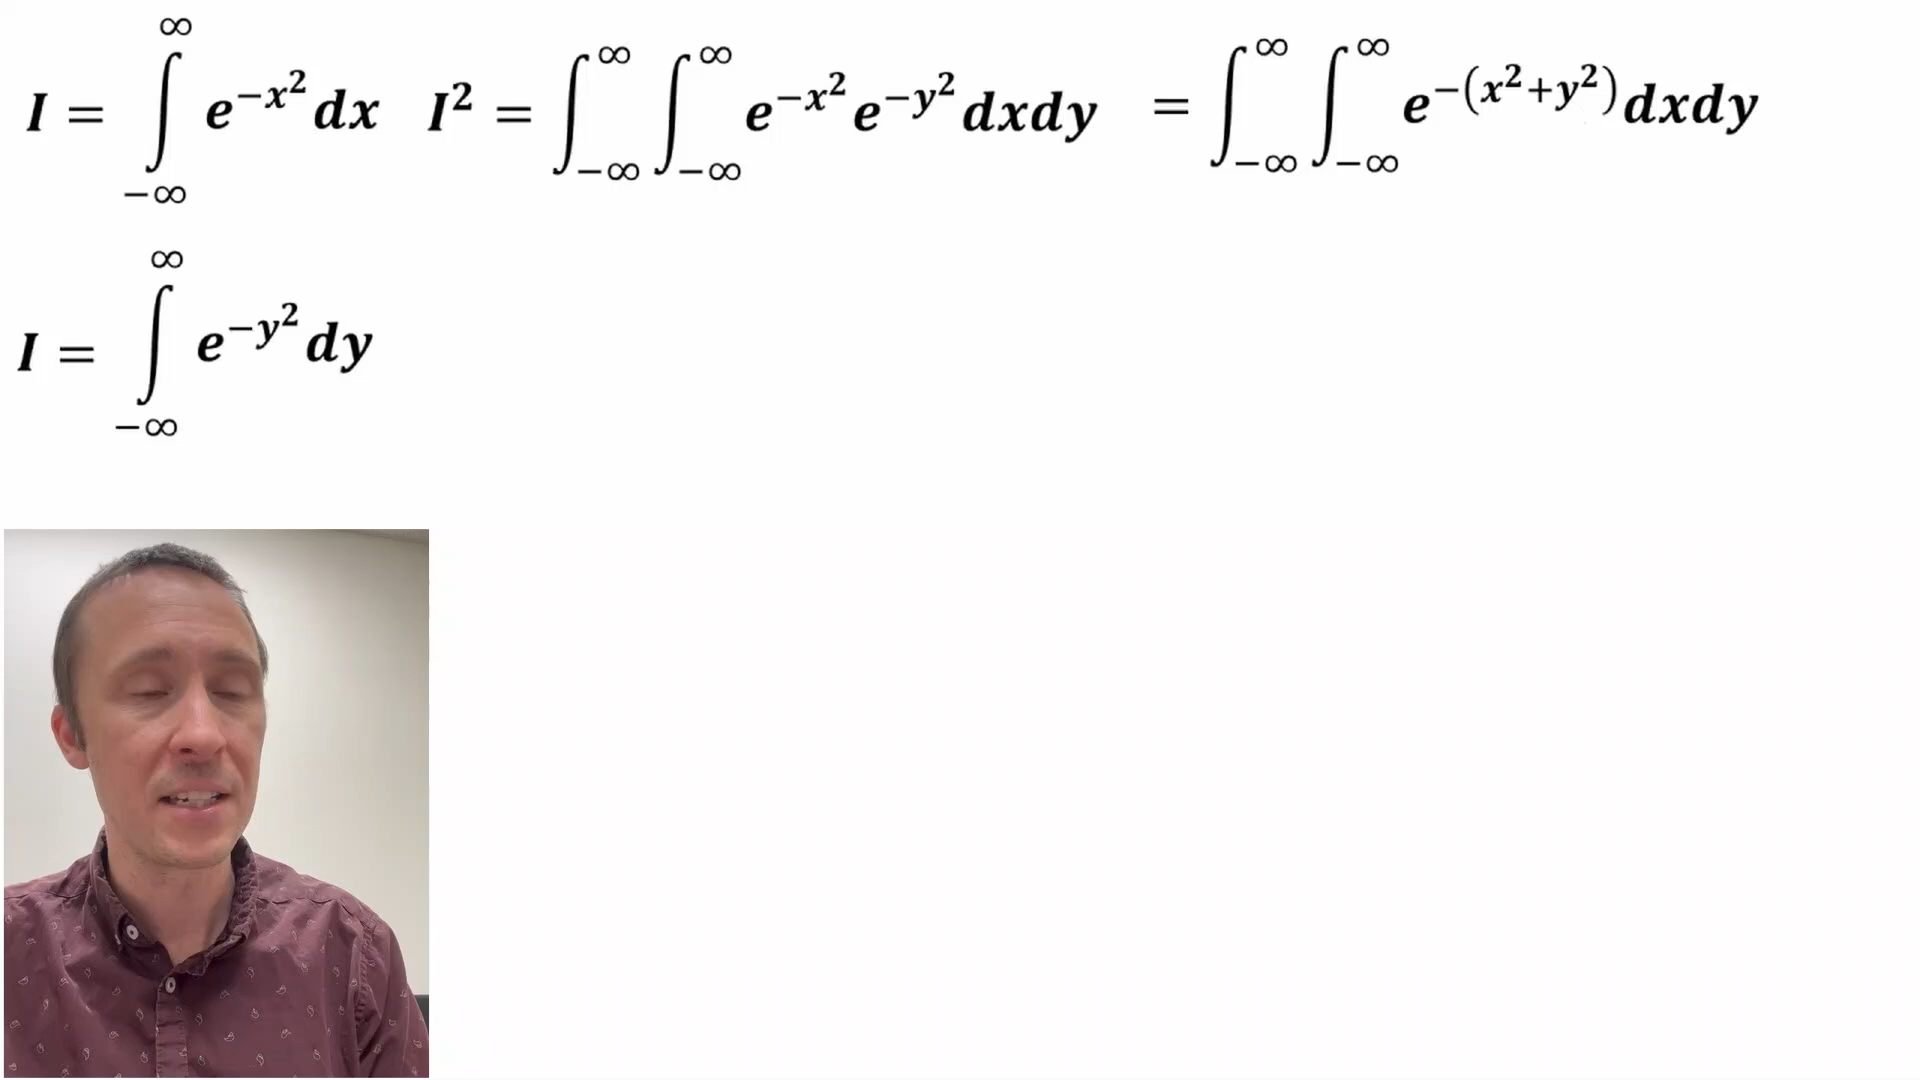 I = ∫_{-∞}^{∞} e^{-x^2} dx   I^2 = ∫_{-∞}^{∞} ∫_{-∞}^{∞} e^{-x^2} e^{-y^2} dxdy   = ∫_{-∞}^{∞} ∫_{-∞}^{∞} e^{-(x^2+y^2)} dxdy
I = ∫_{-∞}^{∞} e^{-y^2} dy